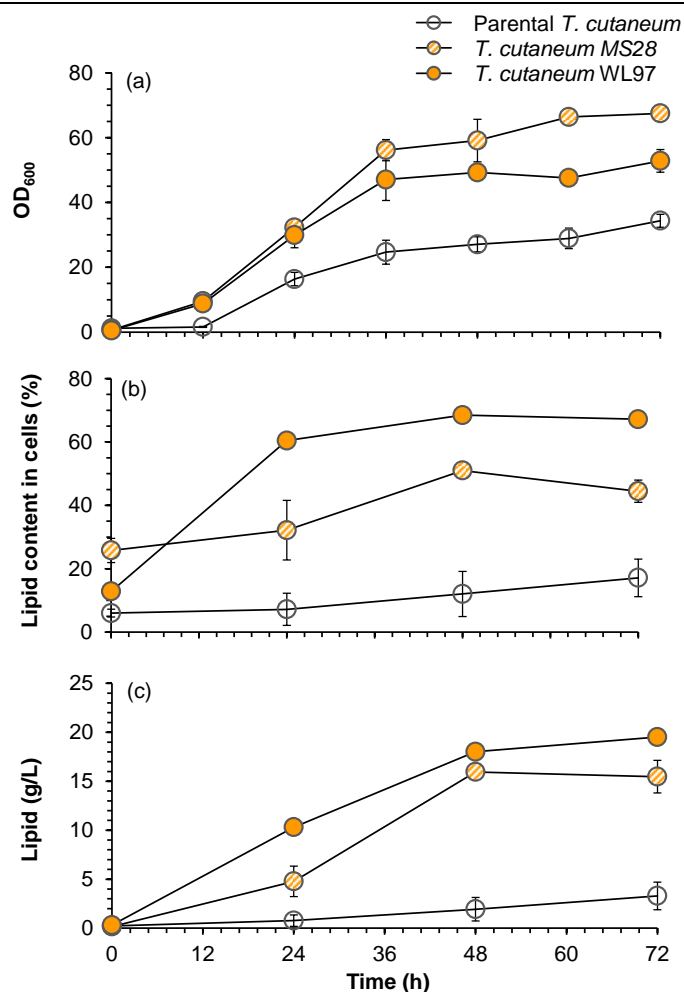 Parental T. cutaneum
T. cutaneum MS28
T. cutaneum WL97
(a)
80
60
40
20
0
OD600
(b)
80
60
40
20
0
Lipid content in cells (%)
(c)
25
20
15
10
5
0
Lipid (g/L)
0 12 24 36 48 60 72
Time (h)